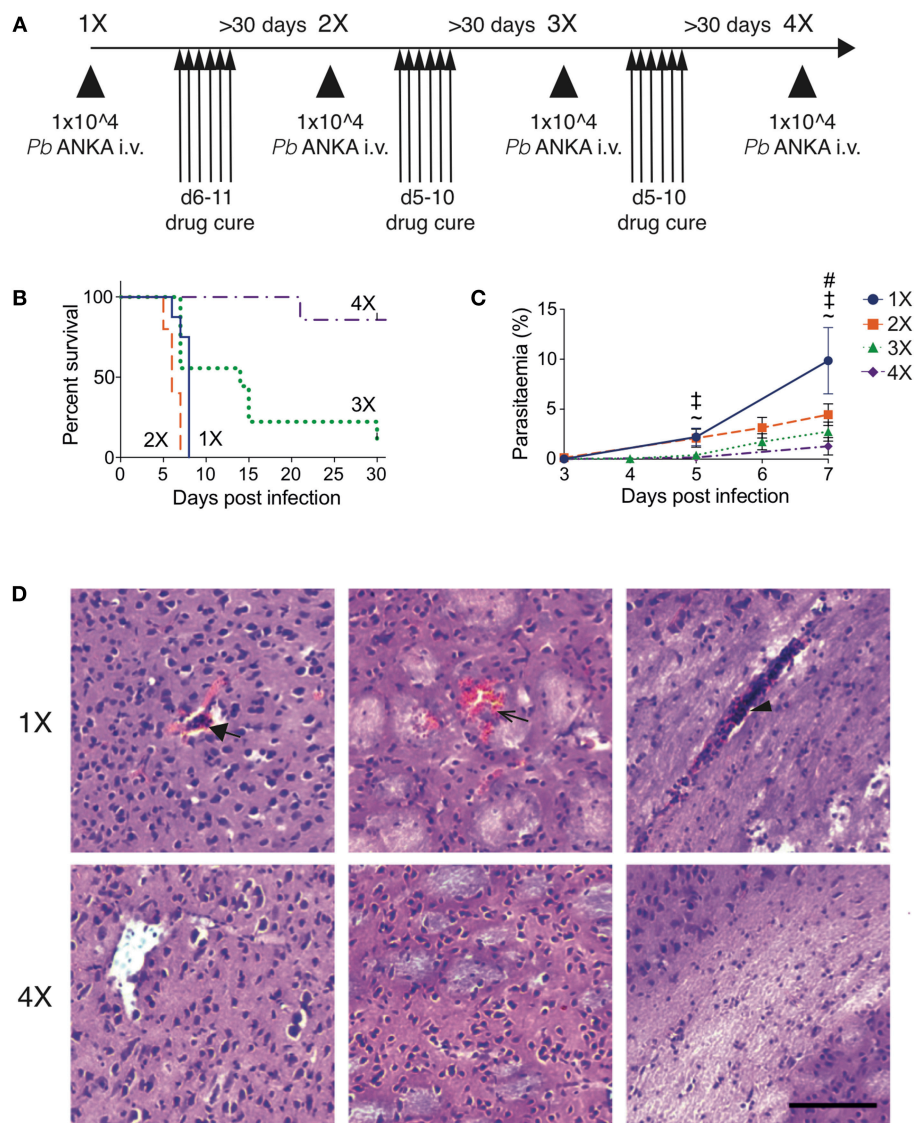 A
1X >30 days 2X >30 days 3X >30 days 4X
1x10^4 1x10^4 1x10^4 1x10^4
Pb ANKA i.v. Pb ANKA i.v. Pb ANKA i.v. Pb ANKA i.v.
d6-11 d5-10 d5-10
drug cure drug cure drug cure
B
Percent survival
100
50
0
4X
3X
2X 1X
0 5 10 15 20 25 30
Days post infection
C
Parasitaemia (%)
15
10
5
0
‡
~
#
‡
~
3 4 5 6 7
Days post infection
1X
2X
3X
4X
D
1X
4X